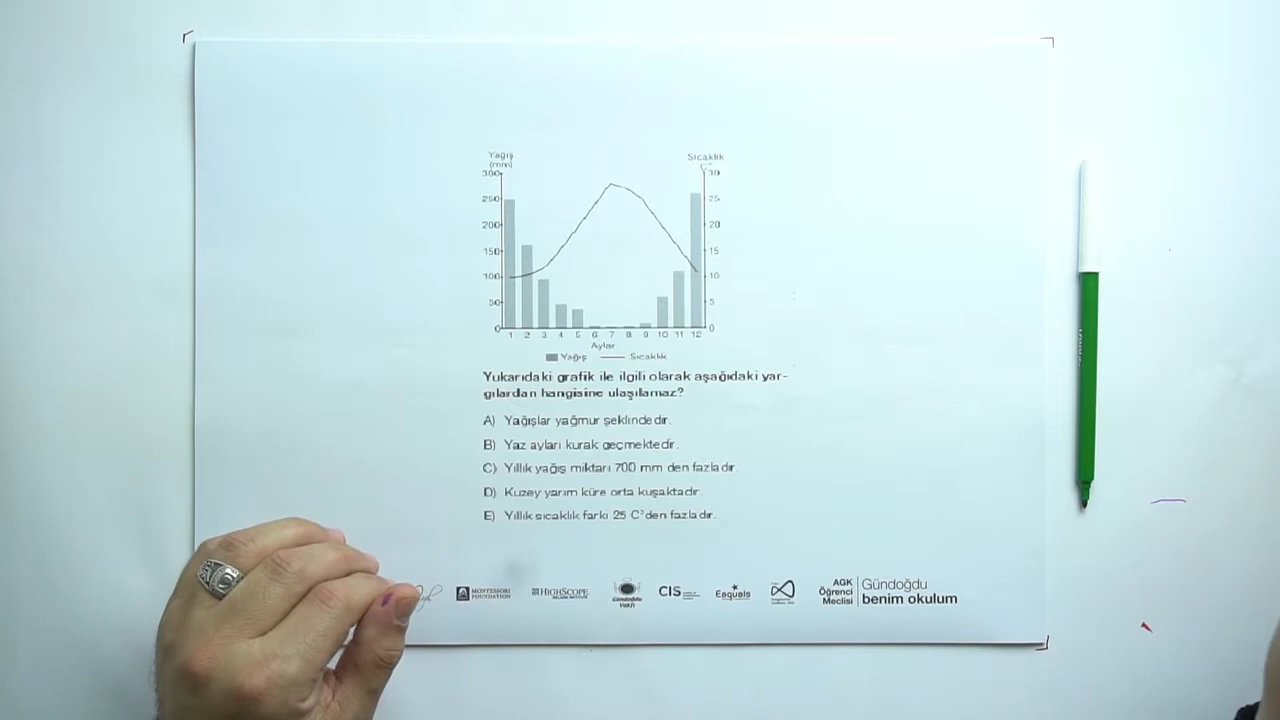 Yağış
(mm)
Sıcaklık
C°
300
30
250
25
200
20
150
15
100
10
50
5
0
0
1 2 3 4 5 6 7 8 9 10 11 12
Aylar
Yağış Sıcaklık
Yukarıdaki grafik ile ilgili olarak aşağıdaki yar-
gılardan hangisine ulaşılamaz?
A) Yağışlar yağmur şeklindedir.
B) Yaz ayları kurak geçmektedir.
C) Yıllık yağış miktarı 700 mm den fazladır.
D) Kuzey yarım küre orta kuşaktadır.
E) Yıllık sıcaklık farkı 25 C°den fazladır.
MONTESSORI
FOUNDATION
HIGHSCOPE
Gündoğdu
Vakfı
CIS
Eaquals
AGK
Öğrenci
Meclisi
Gündoğdu
benim okulum